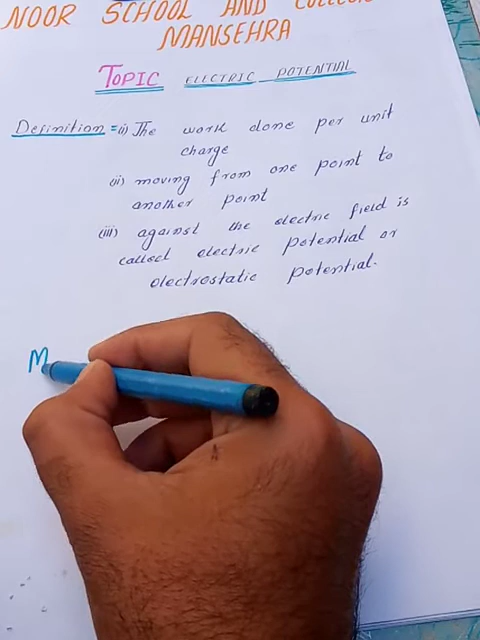 NOOR SCHOOL AND COLLEGE
MANSEHRA
TOPIC ELECTRIC POTENTIAL
Definition = (i) The work done per unit
charge
(ii) moving from one point to
another point
(iii) against the electric field is
called electric potential or
electrostatic potential.
M